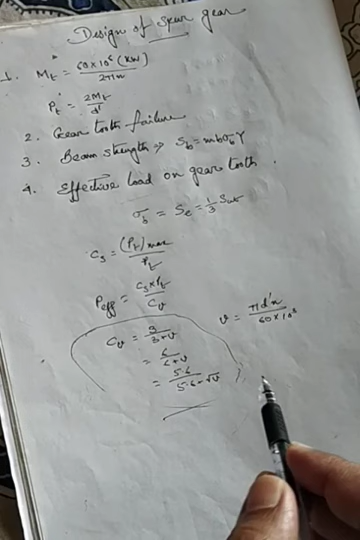 Design of spur gear
1. Mt = 60×10⁶ (kW) / 2πn
Pt = 2Mt / d'
2. Gear tooth failure
3. Beam strength ⇒ Sb = mbσbY
4. Effective load on gear tooth.
σb = Se = 1/3 Sut
Cs = (Pt)max / Pt
Peff = Cs×Pt / Cv
v = πd'n / 60×10³
Cv = 3 / 3+v
= 6 / 6+v
= 5.6 / 5.6+√v